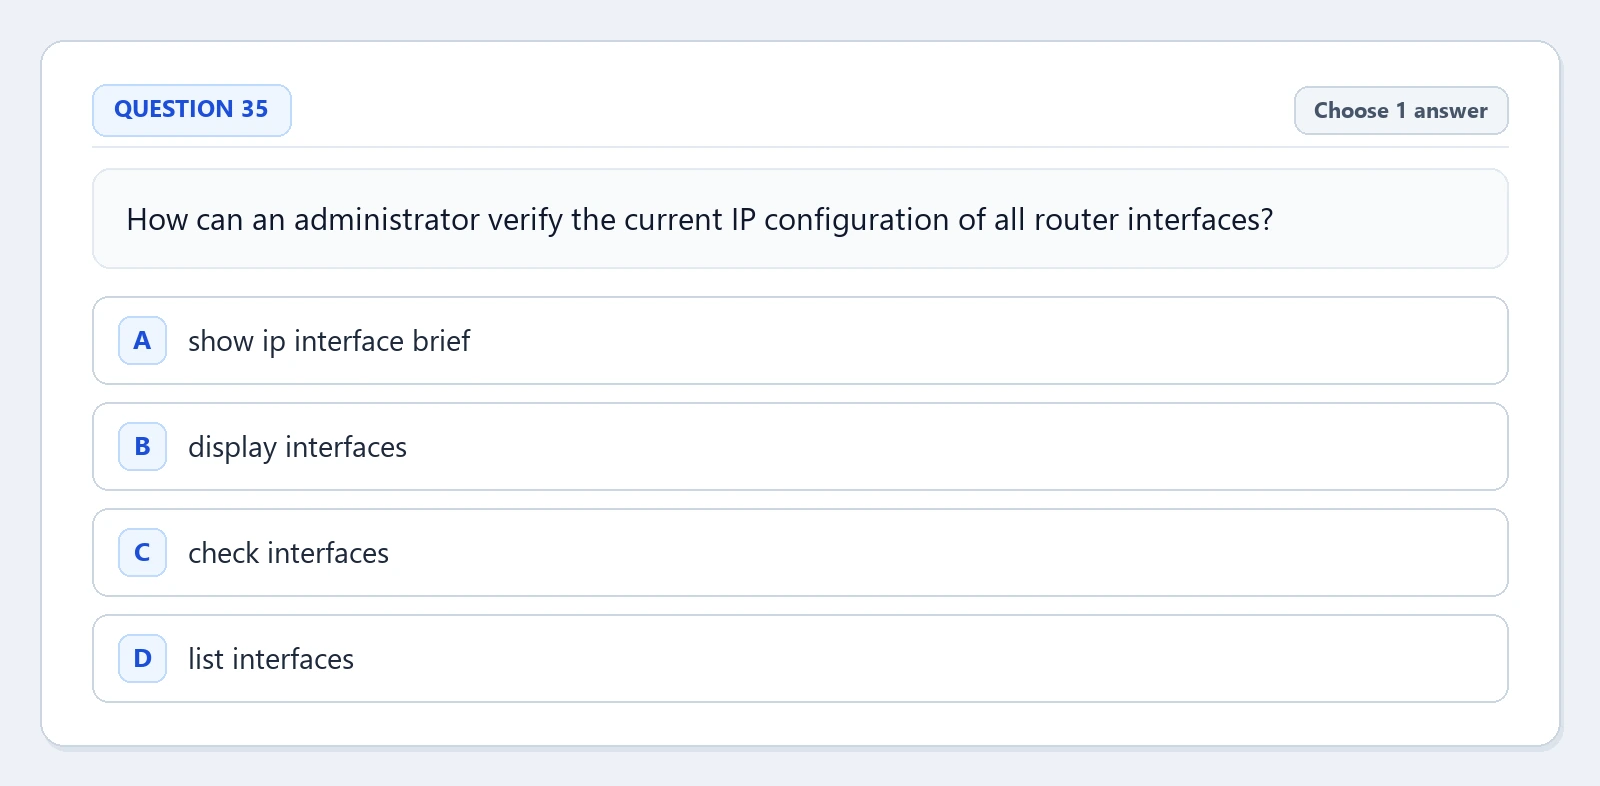 QUESTION 35
Choose 1 answer
How can an administrator verify the current IP configuration of all router interfaces?
A show ip interface brief
B display interfaces
C check interfaces
D list interfaces